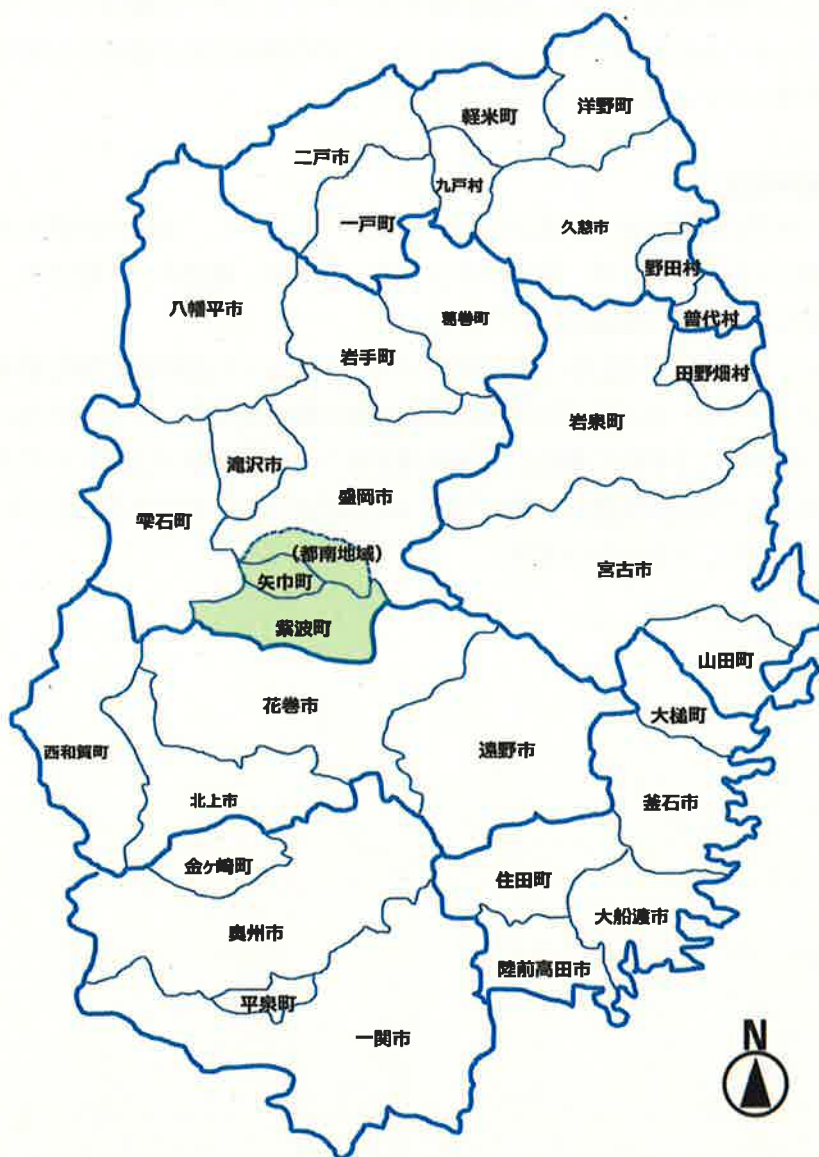 洋野町
軽米町
二戸市
九戸村
一戸町
久慈市
野田村
八幡平市
普代村
葛巻町
岩手町
田野畑村
岩泉町
滝沢市
盛岡市
雫石町
(都南地域)
宮古市
矢巾町
紫波町
山田町
花巻市
大槌町
西和賀町
遠野市
北上市
釜石市
金ヶ崎町
住田町
大船渡市
奥州市
陸前高田市
平泉町
一関市
N